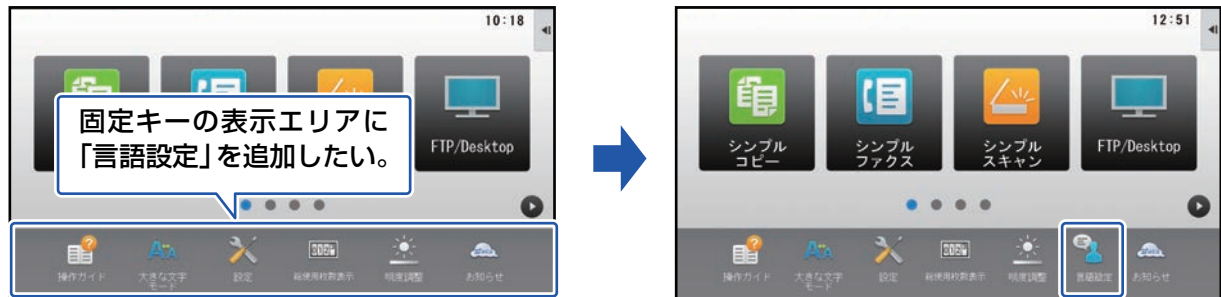 10:18
固定キーの表示エリアに
「言語設定」を追加したい。
FTP/Desktop
操作ガイド
大きな文字
モード
設定
総使用枚数表示
明度調整
お知らせ
12:51
シンプル
コピー
シンプル
ファクス
シンプル
スキャン
FTP/Desktop
操作ガイド
大きな文字
モード
設定
総使用枚数表示
明度調整
言語設定
お知らせ